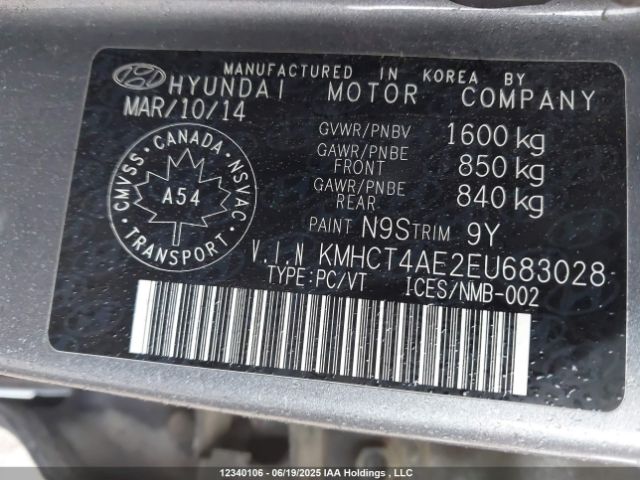 MANUFACTURED IN KOREA BY
HYUNDAI MOTOR COMPANY
MAR/10/14
GVWR/PNBV 1600 kg
GAWR/PNBE FRONT 850 kg
GAWR/PNBE REAR 840 kg
CANADA
CMVSS NSVAC
A54
TRANSPORT
PAINT N9S TRIM 9Y
V.I.N KMHCT4AE2EU683028
TYPE:PC/VT ICES/NMB-002
12340106 - 06/19/2025 IAA Holdings , LLC